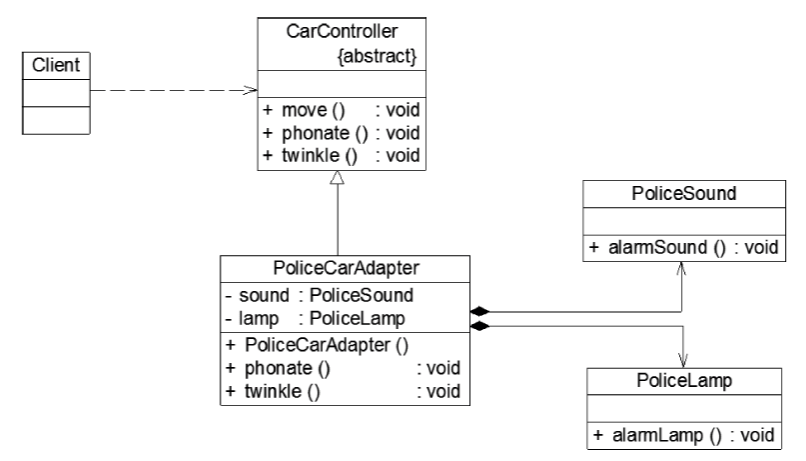 CarController
{abstract}
Client
+ move () : void
+ phonate () : void
+ twinkle () : void
PoliceSound
+ alarmSound () : void
PoliceCarAdapter
- sound : PoliceSound
- lamp : PoliceLamp
+ PoliceCarAdapter ()
+ phonate () : void
+ twinkle () : void
PoliceLamp
+ alarmLamp () : void